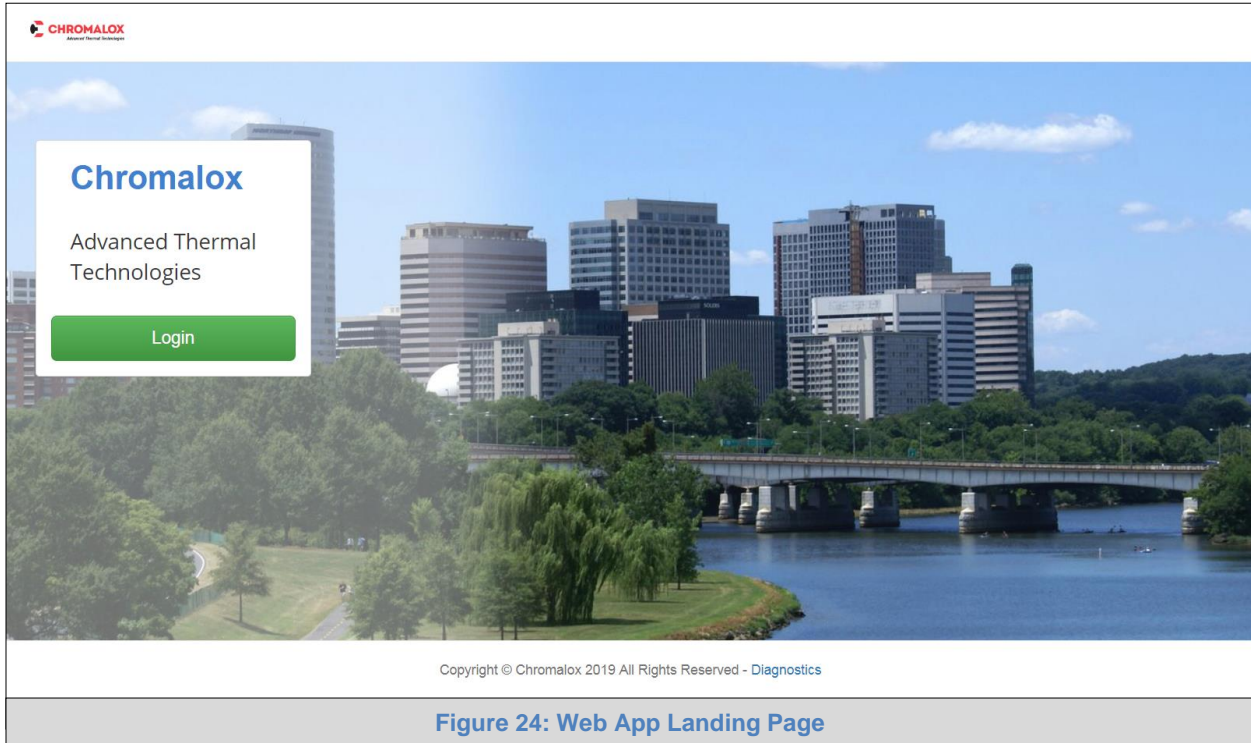 CHROMALOX
Advanced Thermal Technologies
Chromalox
Advanced Thermal
Technologies
Login
Copyright © Chromalox 2019 All Rights Reserved - Diagnostics
Figure 24: Web App Landing Page